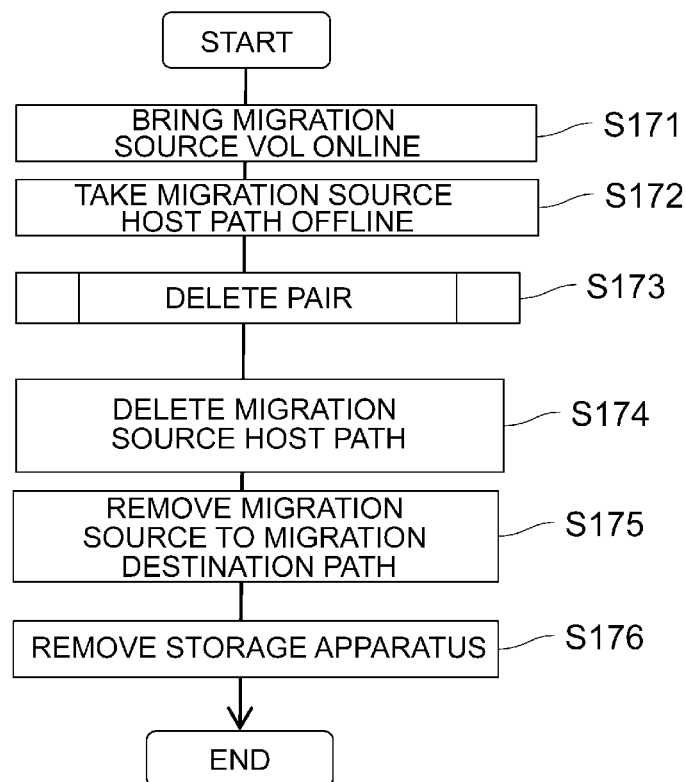 START
BRING MIGRATION
SOURCE VOL ONLINE
S171
TAKE MIGRATION SOURCE
HOST PATH OFFLINE
S172
DELETE PAIR
S173
DELETE MIGRATION
SOURCE HOST PATH
S174
REMOVE MIGRATION
SOURCE TO MIGRATION
DESTINATION PATH
S175
REMOVE STORAGE APPARATUS
S176
END